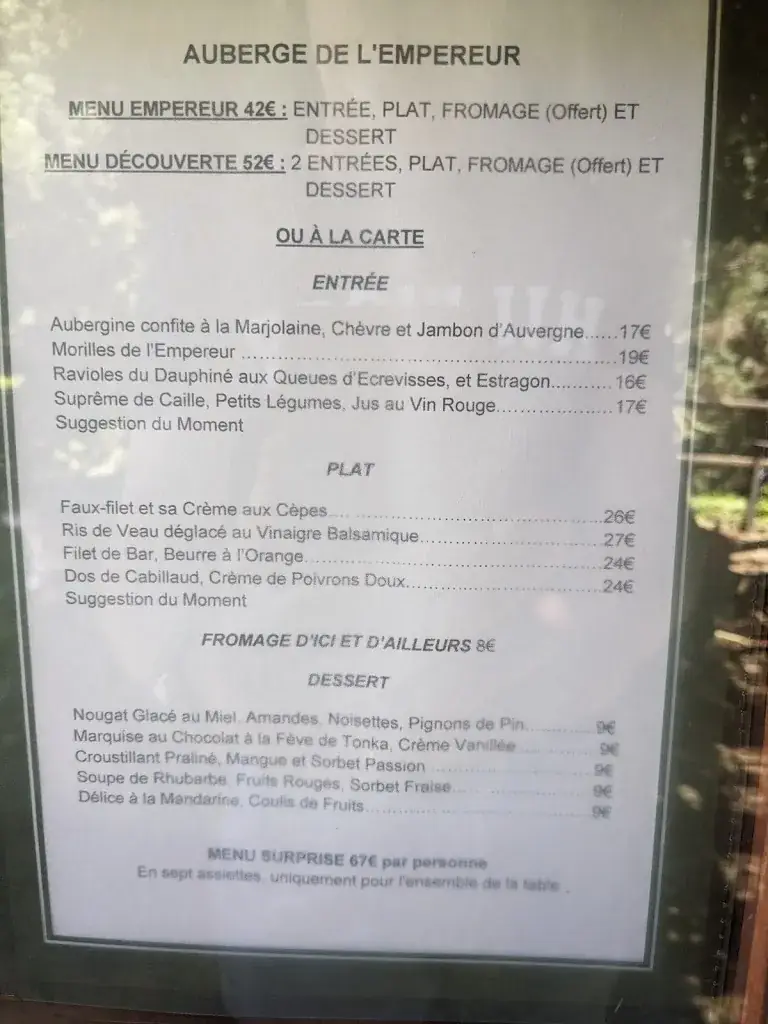 AUBERGE DE L'EMPEREUR
MENU EMPEREUR 42€ : ENTRÉE, PLAT, FROMAGE (Offert) ET
DESSERT
MENU DÉCOUVERTE 52€ : 2 ENTRÉES, PLAT, FROMAGE (Offert) ET
DESSERT
OU À LA CARTE
ENTRÉE
Aubergine confite à la Marjolaine, Chèvre et Jambon d'Auvergne......17€
Morilles de l'Empereur ..........................................................................19€
Ravioles du Dauphiné aux Queues d'Ecrevisses, et Estragon...........16€
Suprême de Caille, Petits Légumes, Jus au Vin Rouge.....................17€
Suggestion du Moment
PLAT
Faux-filet et sa Crème aux Cèpes.....................................................26€
Ris de Veau déglacé au Vinaigre Balsamique...................................27€
Filet de Bar, Beurre à l'Orange..........................................................24€
Dos de Cabillaud, Crème de Poivrons Doux.....................................24€
Suggestion du Moment
FROMAGE D'ICI ET D'AILLEURS 8€
DESSERT
Nougat Glacé au Miel, Amandes, Noisettes, Pignons de Pin.............9€
Marquise au Chocolat à la Fève de Tonka, Crème Vanillée ..............9€
Croustillant Praliné, Mangue et Sorbet Passion ................................9€
Soupe de Rhubarbe, Fruits Rouges, Sorbet Fraise...........................9€
Délice à la Mandarine, Coulis de Fruits.............................................9€
MENU SURPRISE 67€ par personne
En sept assiettes, uniquement pour l'ensemble de la table .